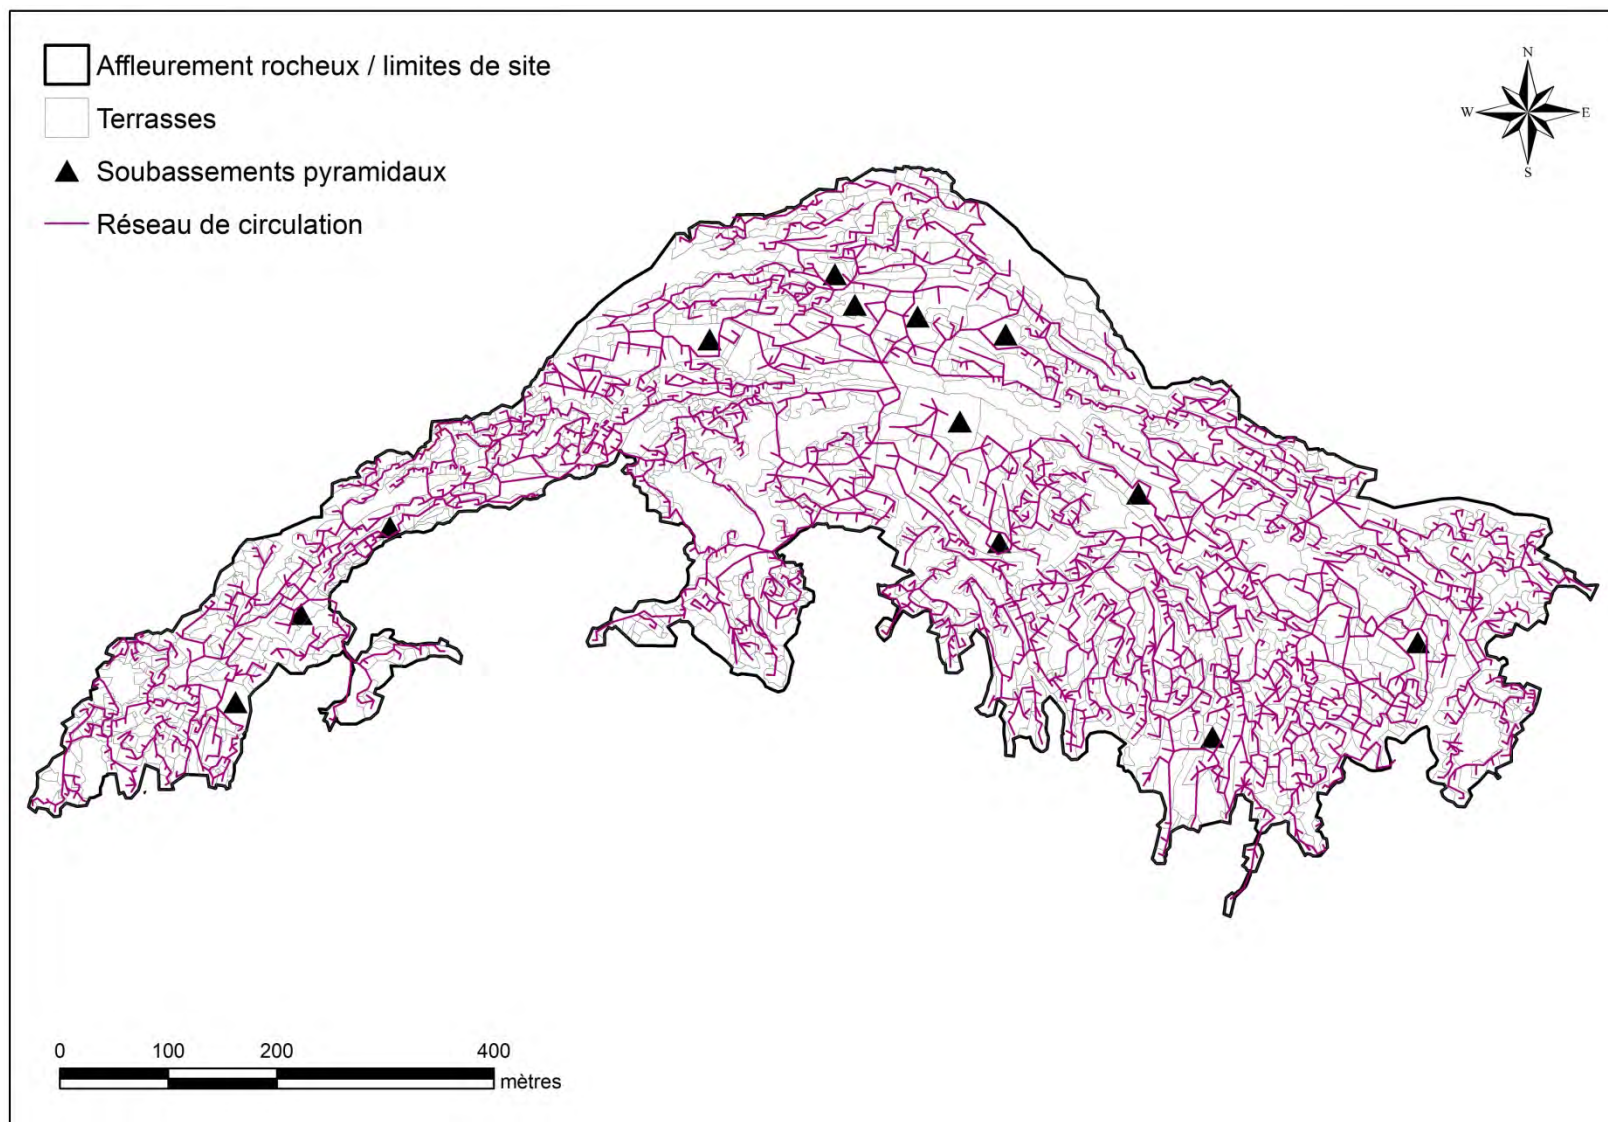 Affleurement rocheux / limites de site
Terrasses
Soubassements pyramidaux
Réseau de circulation
N
W E
S
0 100 200 400
mètres